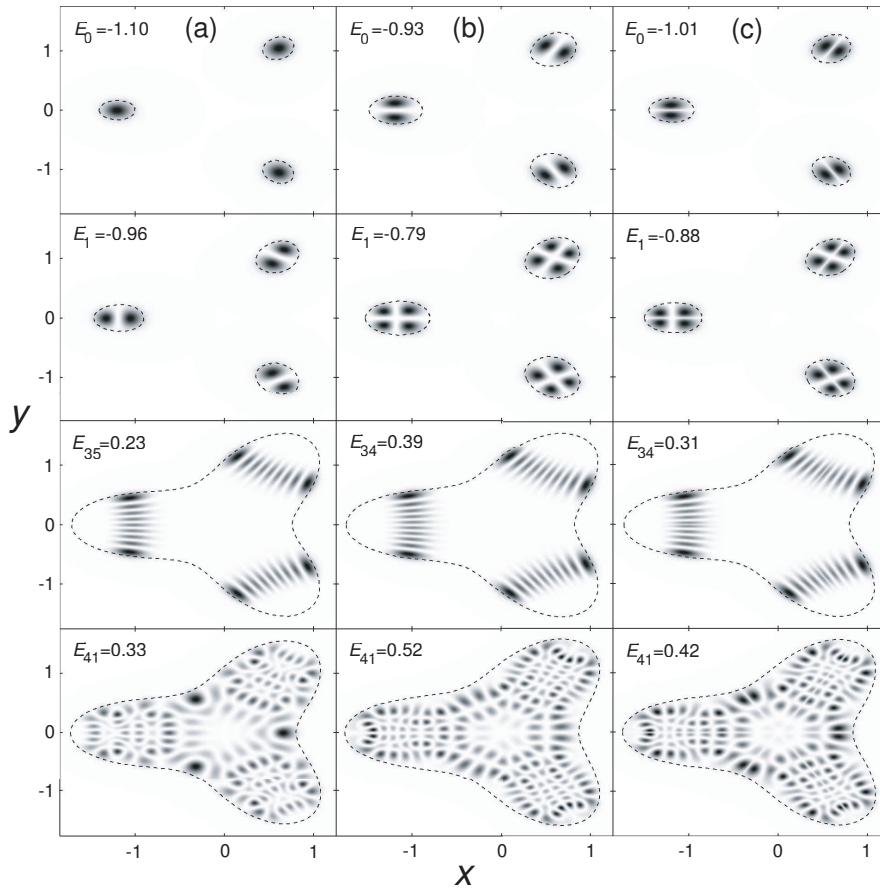 E0=-1.10 (a) E0=-0.93 (b) E0=-1.01 (c)
1
0
-1
E1=-0.96 E1=-0.79 E1=-0.88
1
0
-1
y
E35=0.23 E34=0.39 E34=0.31
1
0
-1
E41=0.33 E41=0.52 E41=0.42
1
0
-1
-1 0 1 -1 0 1 -1 0 1
x